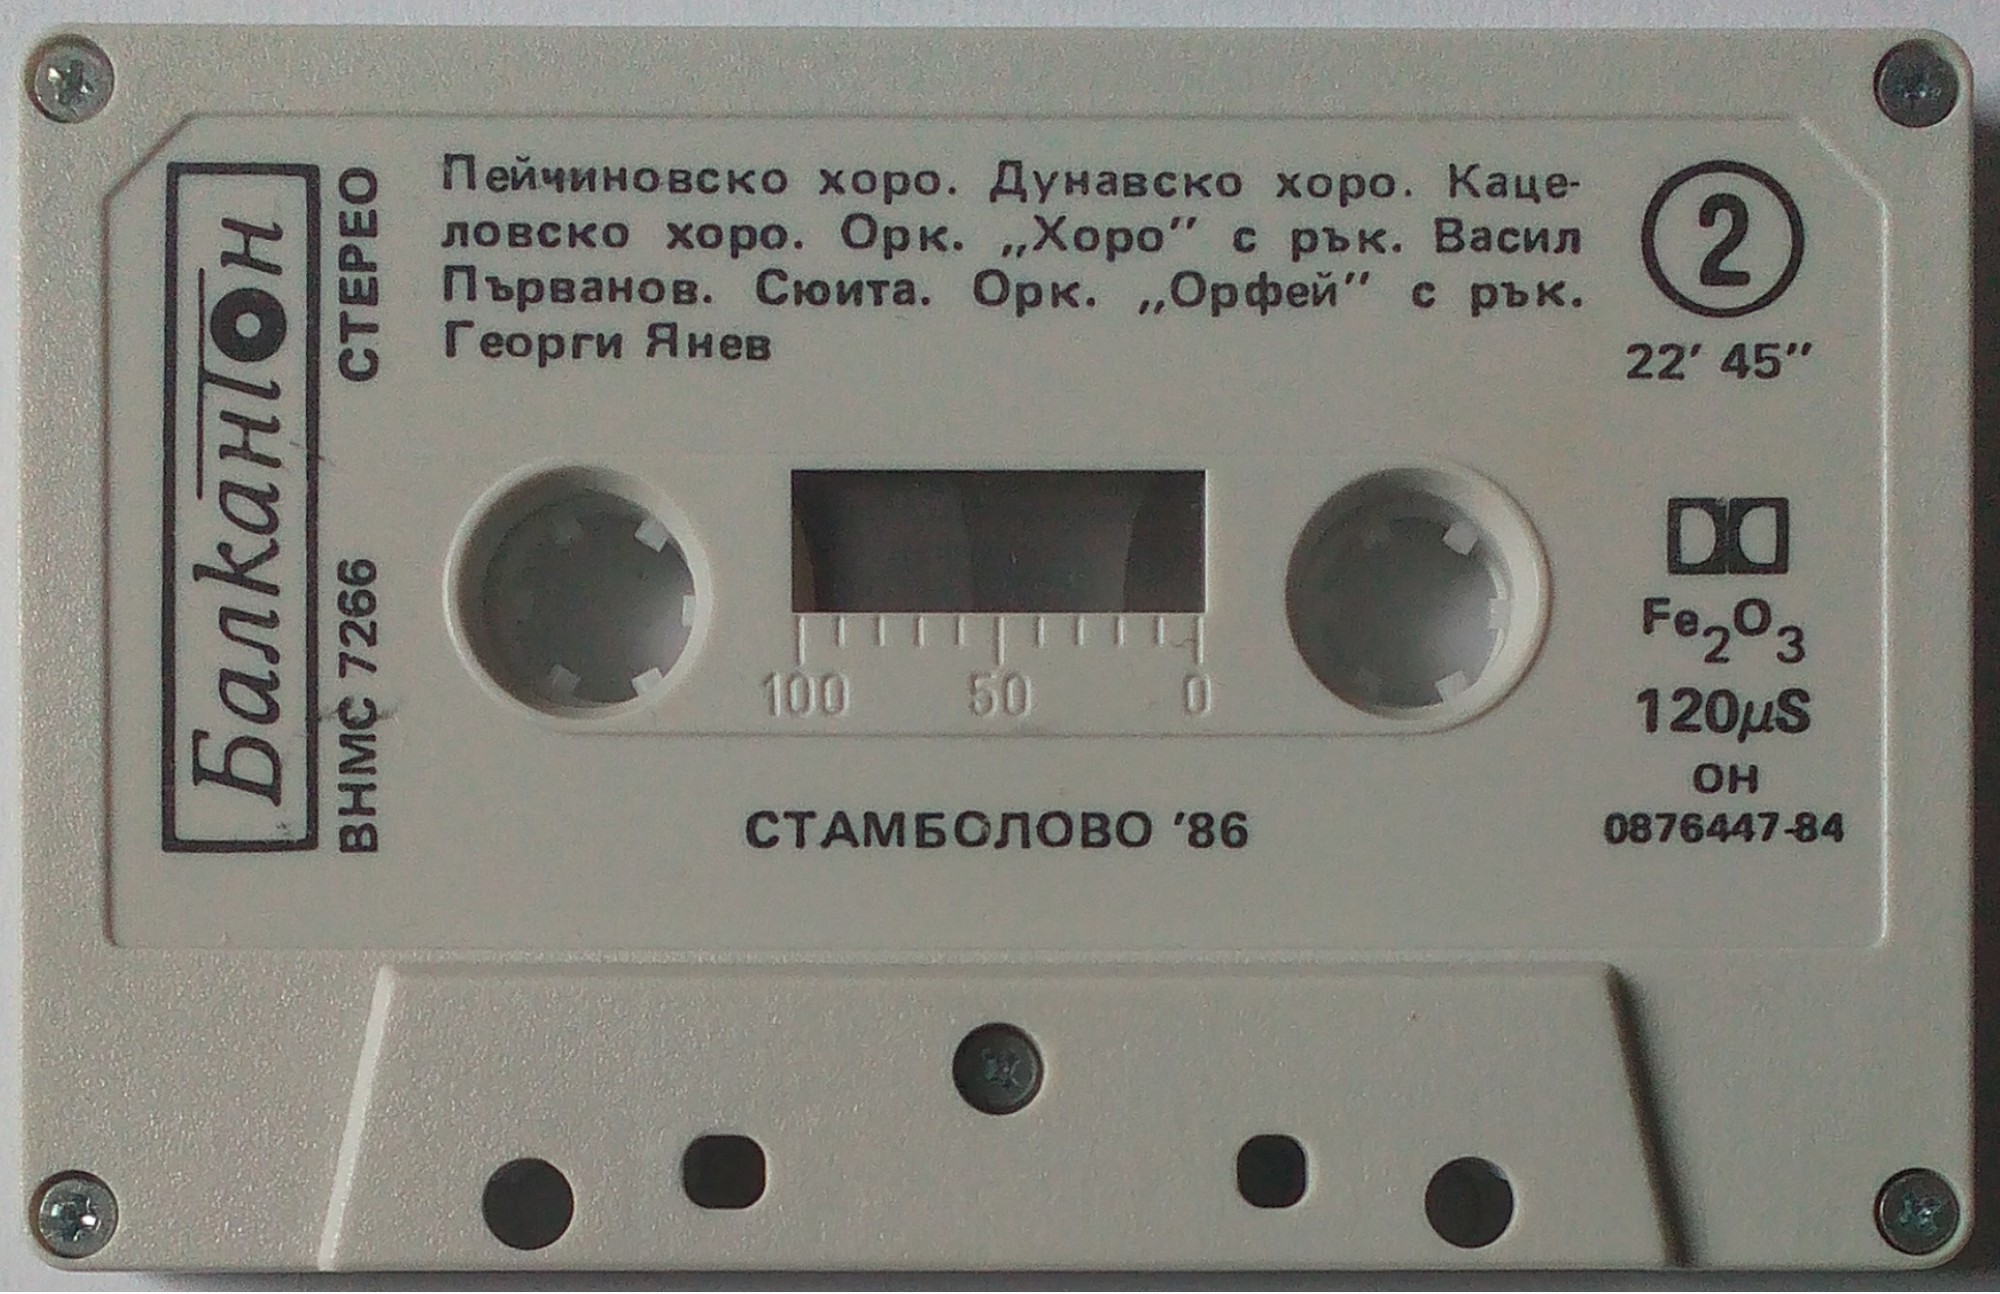 Балкантон
СТЕРЕО
ВНМС 7266
Пейчиновско хоро. Дунавско хоро. Каце-
ловско хоро. Орк. „Хоро” с рък. Васил
Първанов. Сюита. Орк. „Орфей” с рък.
Георги Янев
2
22′ 45″
Fe₂O₃
120μS
ОН
0876447-84
100 50 0
СТАМБОЛОВО '86